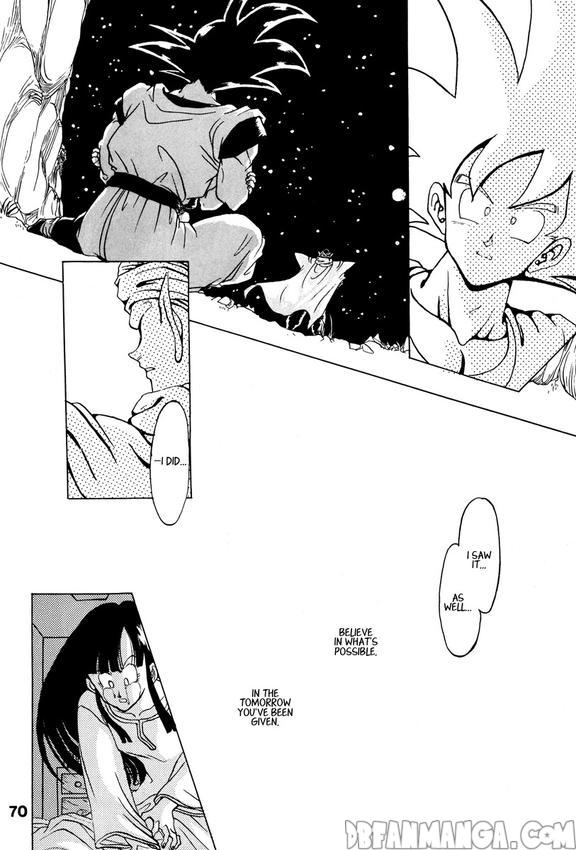 —I DID...
I SAW
IT...
AS
WELL...
BELIEVE
IN WHAT'S
POSSIBLE.
IN THE
TOMORROW
YOU'VE BEEN
GIVEN.
70
DBFANMANGA.COM